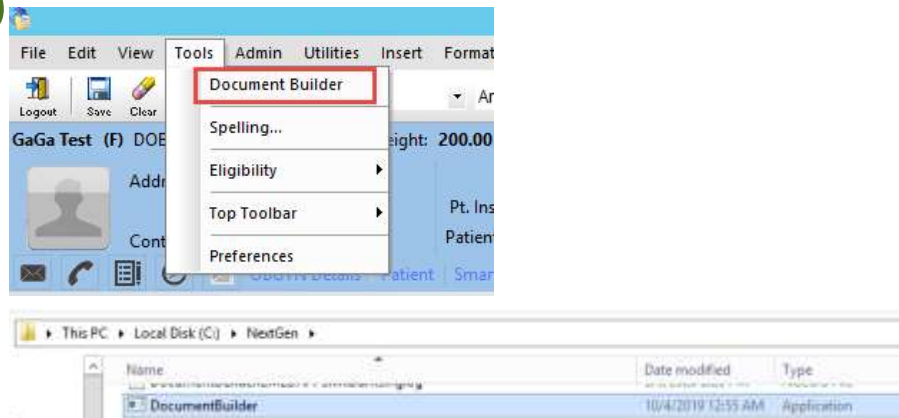 File Edit View Tools Admin Utilities Insert Format
Document Builder
Logout Save Clear
Spelling...
GaGa Test (F) DOB eight: 200.00
Eligibility
Addr
Top Toolbar
Pt. Ins
Cont
Patien
Preferences
Patient Smar
This PC Local Disk (C:) NextGen
Name Date modified Type
DocumentBuilder 10/4/2019 12:55 AM Application